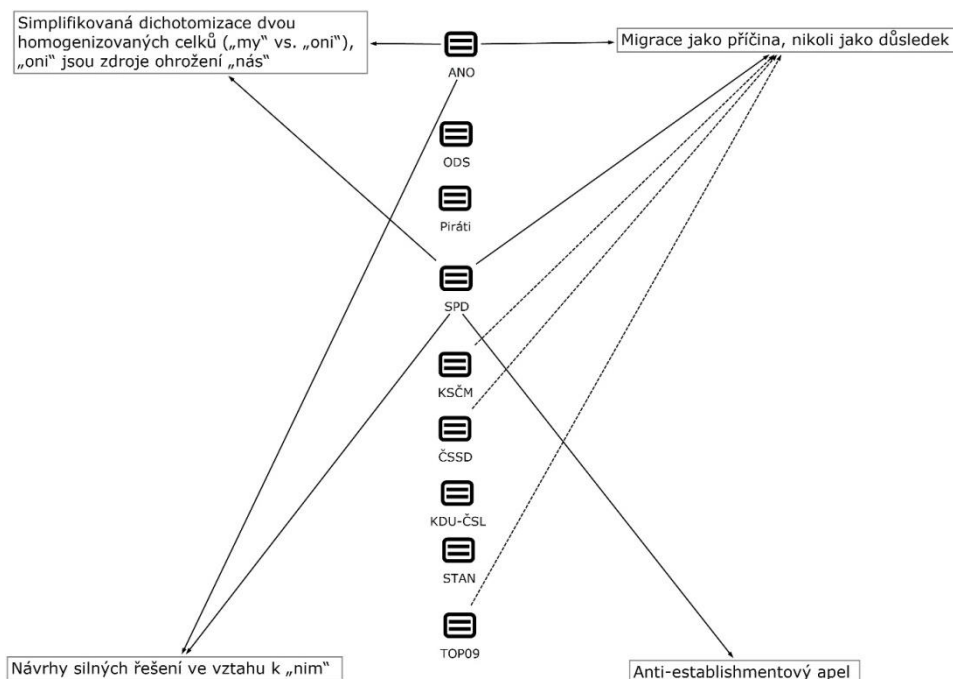 Simplifikovaná dichotomizace dvou
homogenizovaných celků („my“ vs. „oni“),
„oni“ jsou zdroje ohrožení „nás“
Migrace jako příčina, nikoli jako důsledek
ANO
ODS
Piráti
SPD
KSČM
ČSSD
KDU-ČSL
STAN
TOP09
Návrhy silných řešení ve vztahu k „nim“
Anti-establishmentový apel